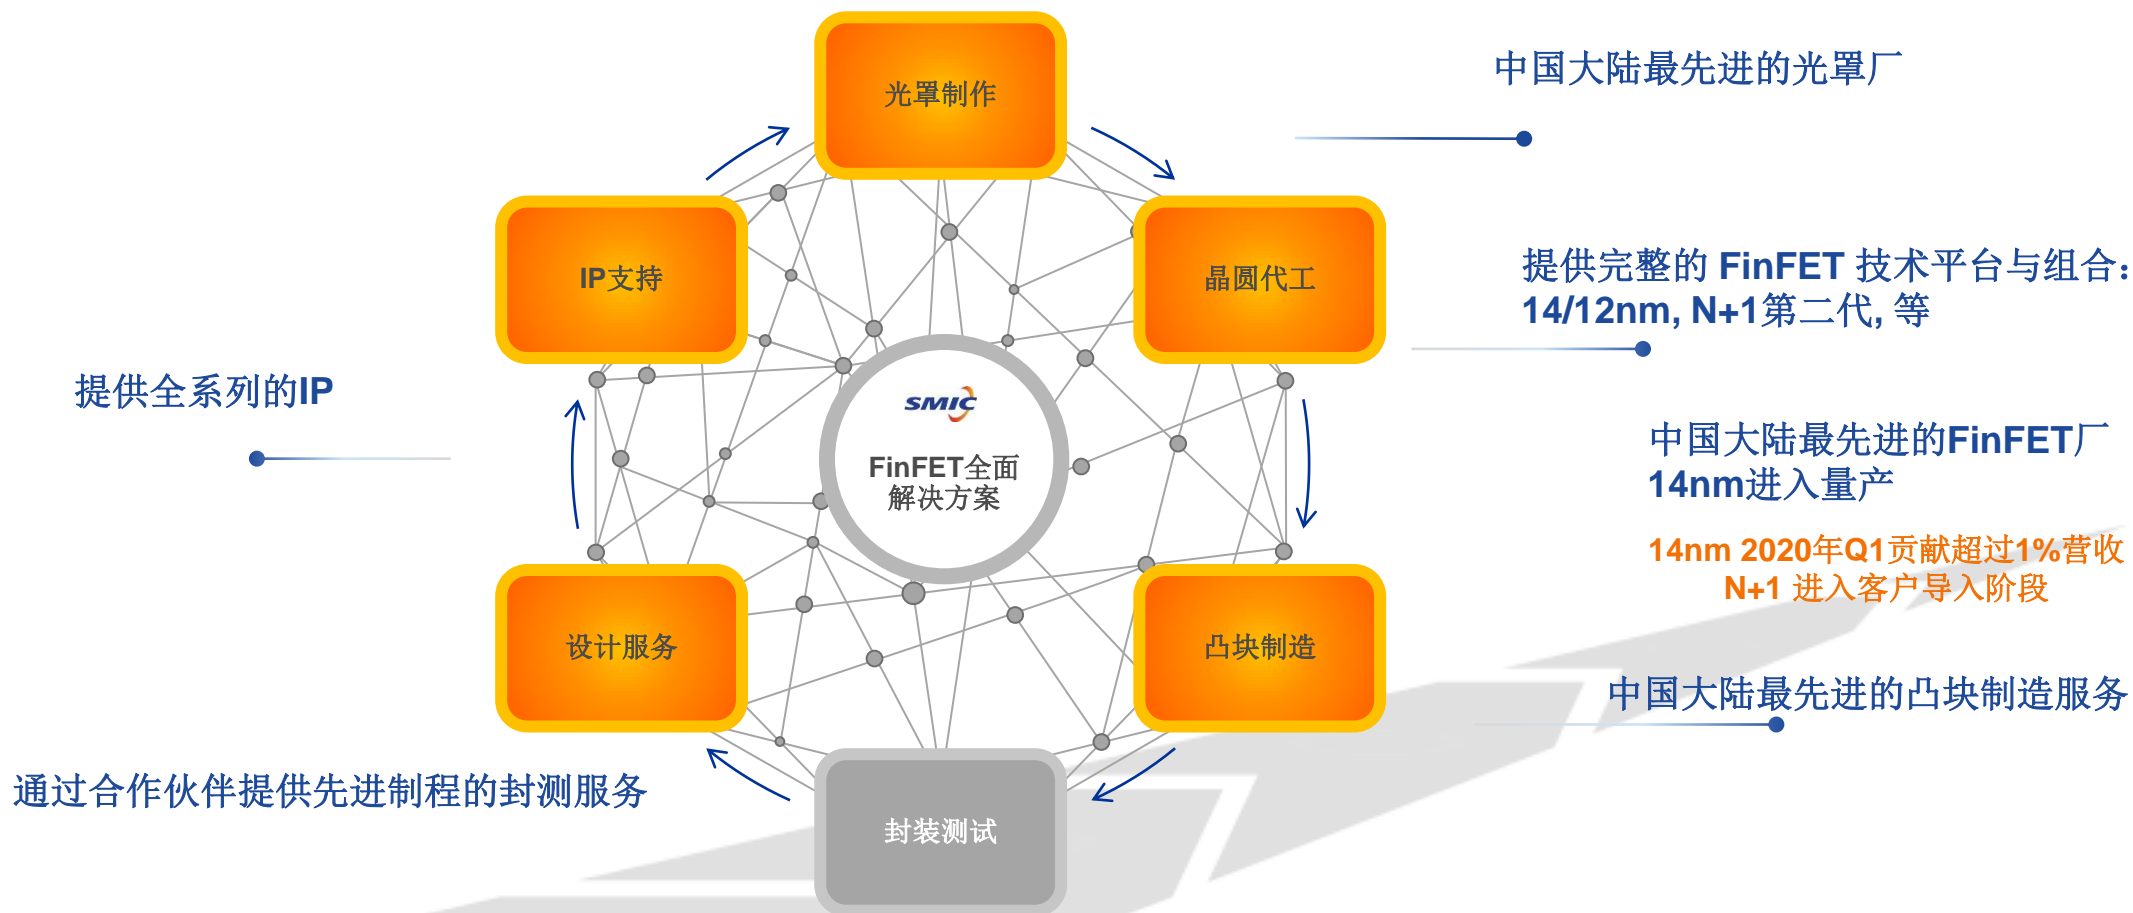 光罩制作
中国大陆最先进的光罩厂
IP支持
晶圆代工
提供完整的 FinFET 技术平台与组合：
14/12nm, N+1第二代, 等
提供全系列的IP
SMIC
FinFET全面
解决方案
中国大陆最先进的FinFET厂
14nm进入量产
14nm 2020年Q1贡献超过1%营收
N+1 进入客户导入阶段
设计服务
凸块制造
中国大陆最先进的凸块制造服务
通过合作伙伴提供先进制程的封测服务
封装测试